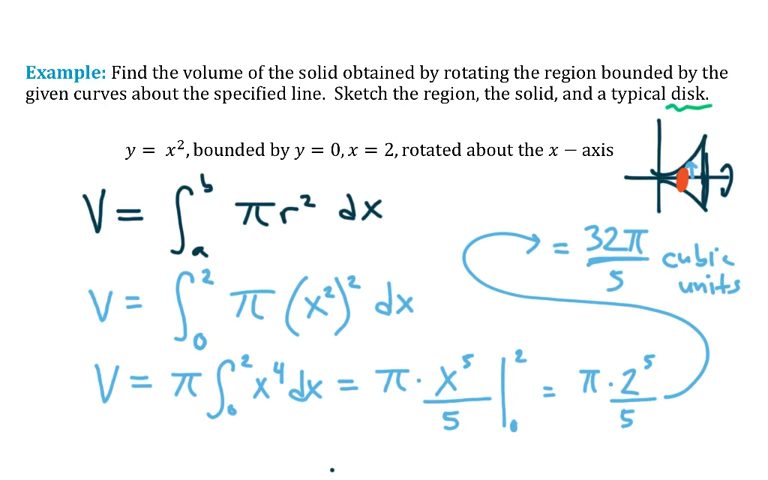 Example: Find the volume of the solid obtained by rotating the region bounded by the
given curves about the specified line. Sketch the region, the solid, and a typical disk.
y = x², bounded by y = 0, x = 2, rotated about the x − axis
V = ∫ₐᵇ πr² dx
V = ∫₀² π(x²)² dx
V = π∫₀² x⁴dx = π · x⁵/5 |₀² = π·2⁵/5
= 32π/5 cubic
units